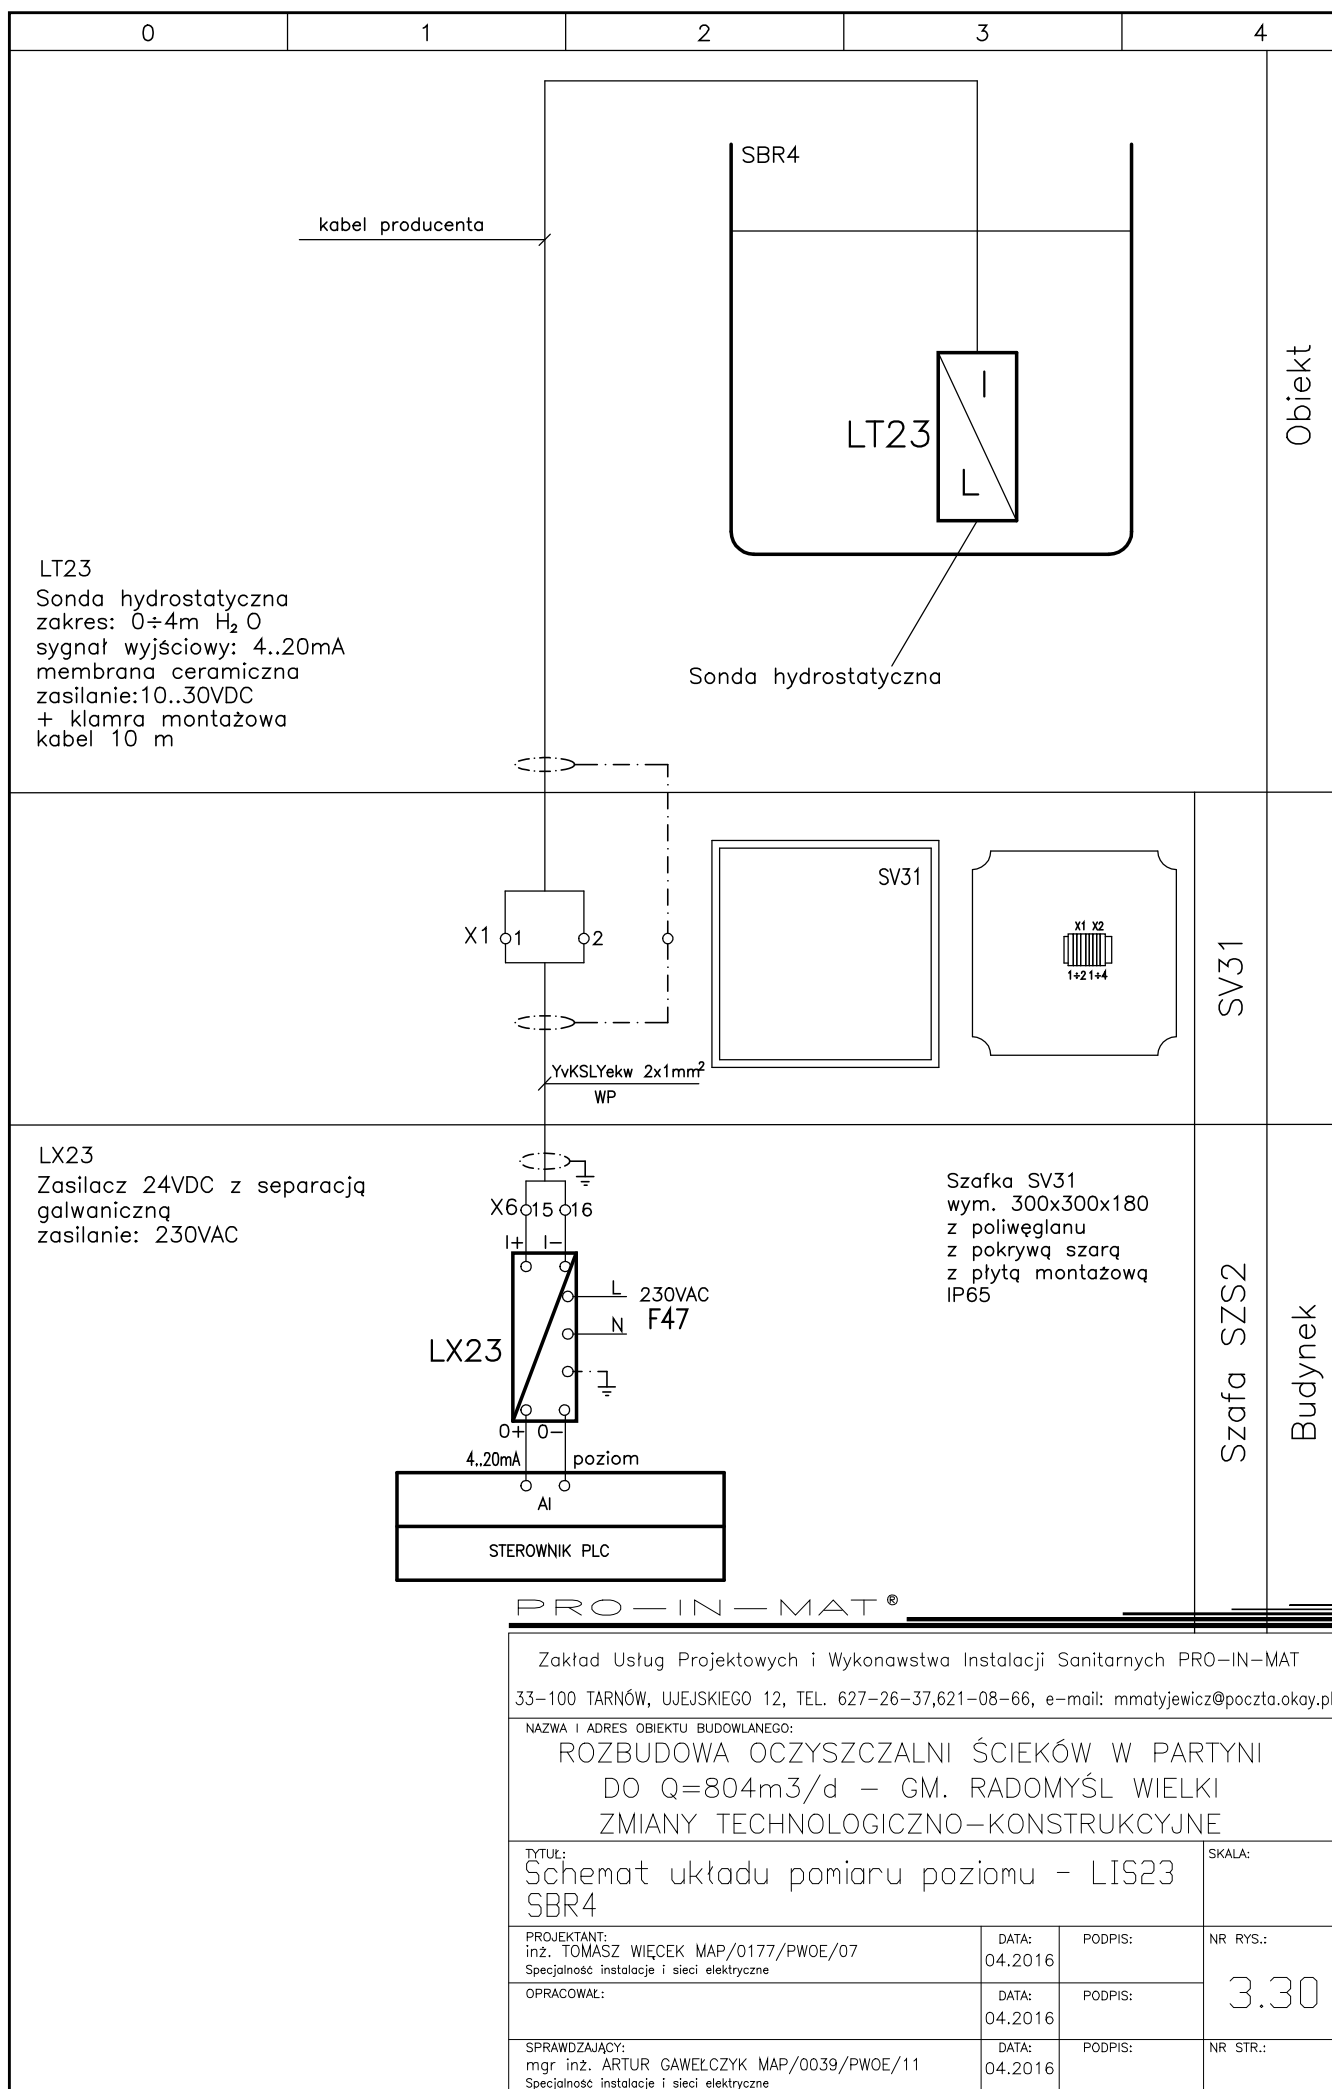 0 1 2 3 4
SBR4
kabel producenta
I
LT23
L
Obiekt
LT23
Sonda hydrostatyczna
zakres: 0÷4m H₂O
sygnał wyjściowy: 4..20mA
membrana ceramiczna
zasilanie:10..30VDC
+ klamra montażowa
kabel 10 m
Sonda hydrostatyczna
SV31
X1 X2
1÷2 1÷4
X1 1 2
SV31
YvKSLYekw 2x1mm²
WP
LX23
Zasilacz 24VDC z separacją
galwaniczną
zasilanie: 230VAC
Szafka SV31
wym. 300x300x180
z poliwęglanu
z pokrywą szarą
z płytą montażową
IP65
X6 15 16
I+ I-
L 230VAC
N F47
LX23
O+ O-
4..20mA poziom
AI
STEROWNIK PLC
Szafa SZS2
Budynek
PRO-IN-MAT®
Zakład Usług Projektowych i Wykonawstwa Instalacji Sanitarnych PRO-IN-MAT
33-100 TARNÓW, UJEJSKIEGO 12, TEL. 627-26-37,621-08-66, e-mail: mmatyjewicz@poczta.okay.pl
NAZWA I ADRES OBIEKTU BUDOWLANEGO:
ROZBUDOWA OCZYSZCZALNI ŚCIEKÓW W PARTYNI
DO Q=804m3/d - GM. RADOMYŚL WIELKI
ZMIANY TECHNOLOGICZNO-KONSTRUKCYJNE
TYTUŁ:
Schemat układu pomiaru poziomu - LIS23
SBR4
SKALA:
PROJEKTANT:
inż. TOMASZ WIĘCEK MAP/0177/PWOE/07
Specjalność instalacje i sieci elektryczne
DATA:
04.2016
PODPIS:
NR RYS.:
3.30
OPRACOWAŁ:
DATA:
04.2016
PODPIS:
SPRAWDZAJĄCY:
mgr inż. ARTUR GAWEŁCZYK MAP/0039/PWOE/11
Specjalność instalacje i sieci elektryczne
DATA:
04.2016
PODPIS:
NR STR.: